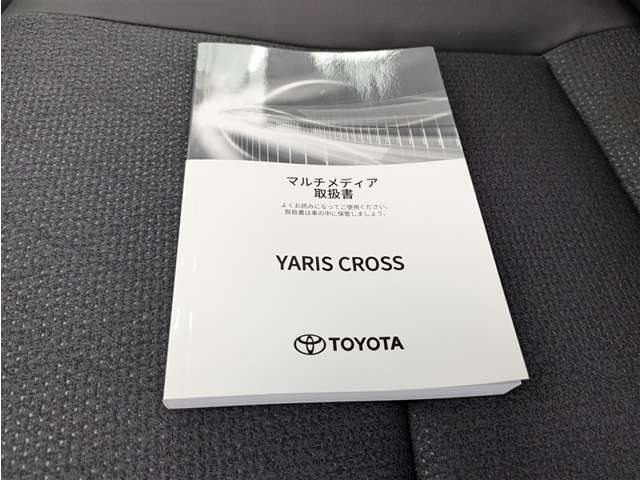 マルチメディア
取扱書
よくお読みになってご使用ください。
取扱書は車の中に保管しましょう。
YARIS CROSS
TOYOTA